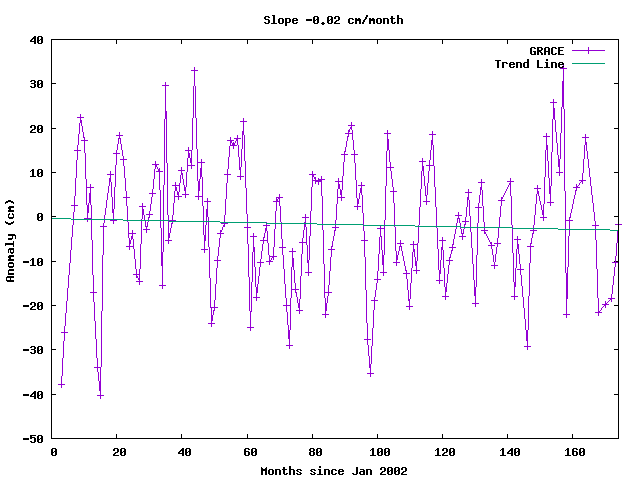 Slope -0.02 cm/month
40
30
20
10
0
-10
-20
-30
-40
-50
Anomaly (cm)
GRACE
Trend Line
0 20 40 60 80 100 120 140 160
Months since Jan 2002